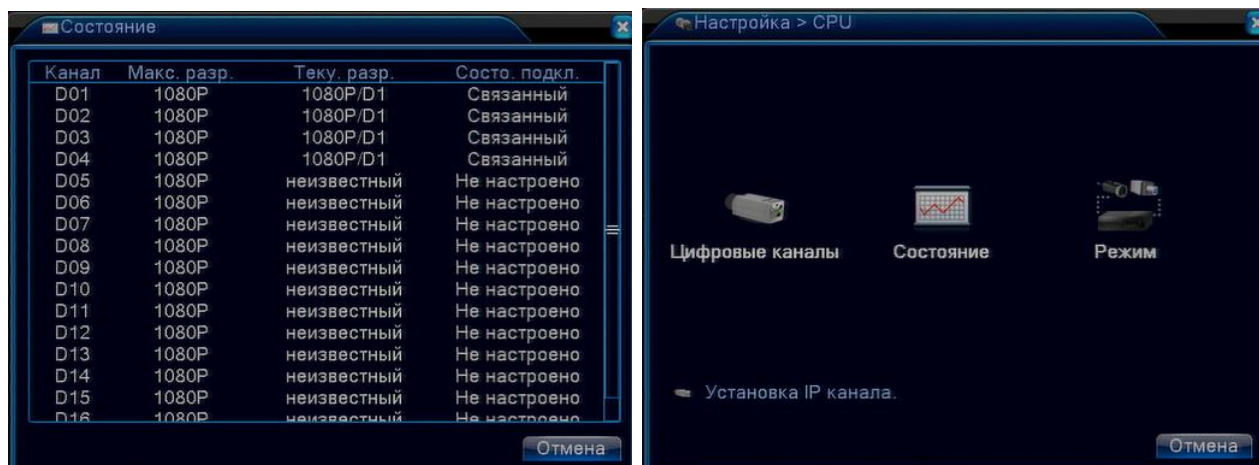 Состояние
Канал Макс. разр. Теку. разр. Состо. подкл.
D01 1080P 1080P/D1 Связанный
D02 1080P 1080P/D1 Связанный
D03 1080P 1080P/D1 Связанный
D04 1080P 1080P/D1 Связанный
D05 1080P неизвестный Не настроено
D06 1080P неизвестный Не настроено
D07 1080P неизвестный Не настроено
D08 1080P неизвестный Не настроено
D09 1080P неизвестный Не настроено
D10 1080P неизвестный Не настроено
D11 1080P неизвестный Не настроено
D12 1080P неизвестный Не настроено
D13 1080P неизвестный Не настроено
D14 1080P неизвестный Не настроено
D15 1080P неизвестный Не настроено
D16 1080P неизвестный Не настроено
Отмена
Настройка > CPU
Цифровые каналы Состояние Режим
Установка IP канала.
Отмена